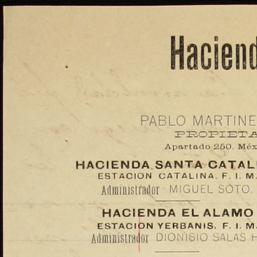 Hacien
PABLO MARTINE
PROPIETA
Apartado 250. Méx
HACIENDA SANTA CATAL
ESTACION CATALINA. F. I. M.
Administrador MIGUEL SOTO.
HACIENDA EL ALAMO
ESTACION YERBANIS. F. I. M.
Administrador DIONISIO SALAS H